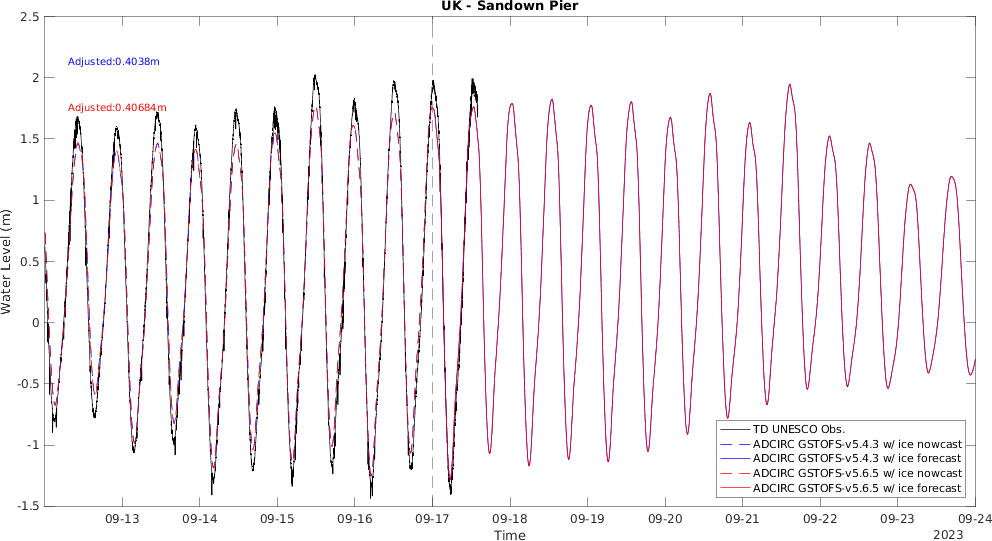 UK - Sandown Pier
2.5
2
1.5
1
0.5
0
-0.5
-1
-1.5
Water Level (m)
Adjusted:0.4038m
Adjusted:0.40684m
TD UNESCO Obs.
ADCIRC GSTOFS-v5.4.3 w/ ice nowcast
ADCIRC GSTOFS-v5.4.3 w/ ice forecast
ADCIRC GSTOFS-v5.6.5 w/ ice nowcast
ADCIRC GSTOFS-v5.6.5 w/ ice forecast
09-13 09-14 09-15 09-16 09-17 09-18 09-19 09-20 09-21 09-22 09-23 09-24
Time
2023